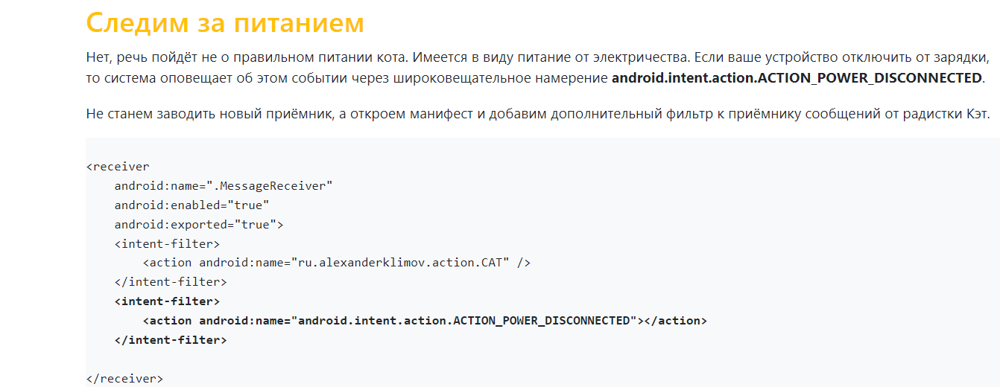 Следим за питанием
Нет, речь пойдёт не о правильном питании кота. Имеется в виду питание от электричества. Если ваше устройство отключить от зарядки,
то система оповещает об этом событии через широковещательное намерение android.intent.action.ACTION_POWER_DISCONNECTED.
Не станем заводить новый приёмник, а откроем манифест и добавим дополнительный фильтр к приёмнику сообщений от радистки Кэт.
<receiver
    android:name=".MessageReceiver"
    android:enabled="true"
    android:exported="true">
    <intent-filter>
        <action android:name="ru.alexanderklimov.action.CAT" />
    </intent-filter>
    <intent-filter>
        <action android:name="android.intent.action.ACTION_POWER_DISCONNECTED"></action>
    </intent-filter>
</receiver>